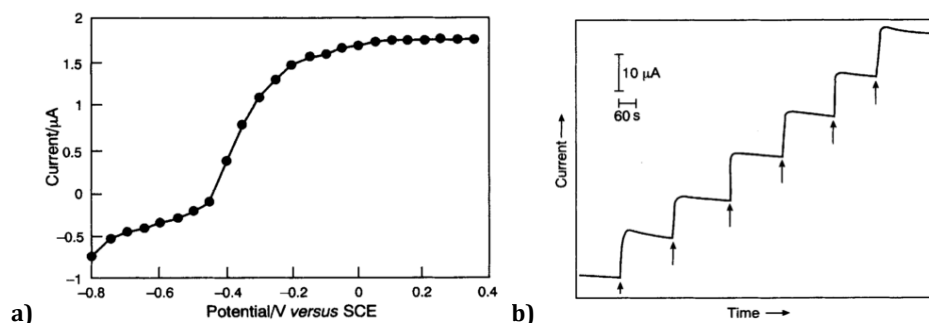 a)
Current/μA
2
1.5
1
0.5
0
−0.5
−1
−0.8
−0.6
−0.4
−0.2
0
0.2
0.4
Potential/V versus SCE
b)
Current
10 μA
60 s
Time